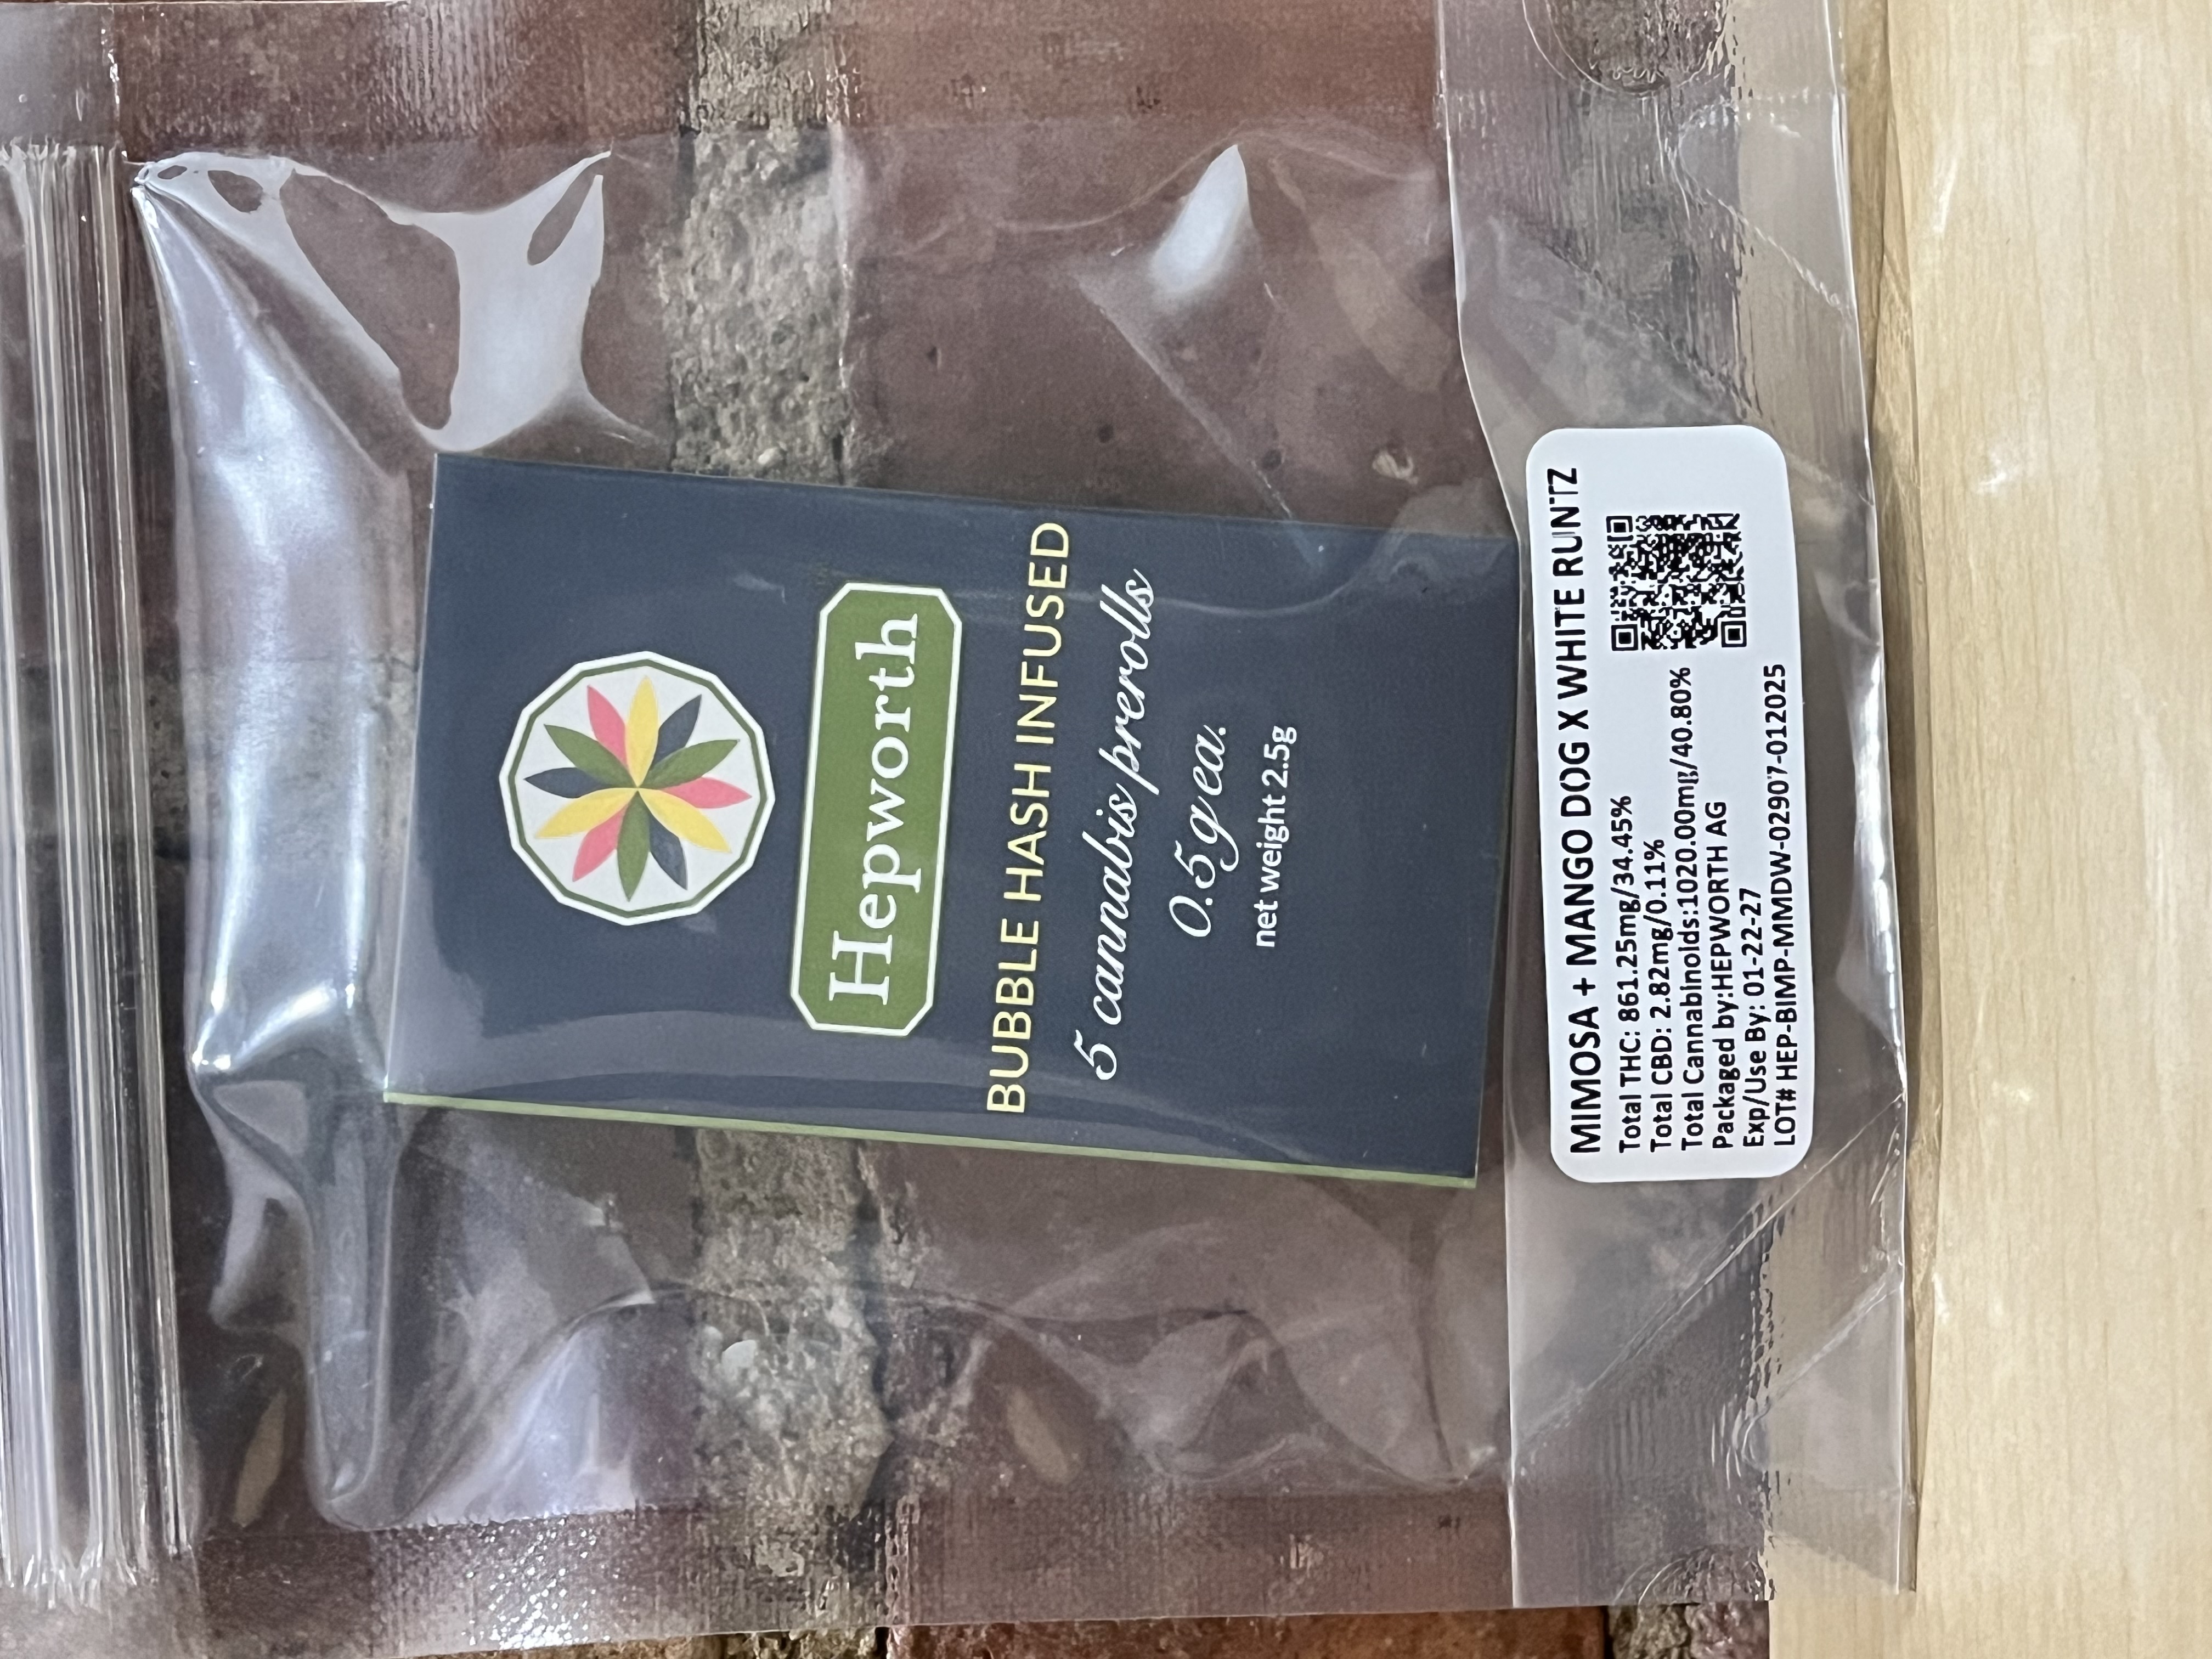 Hepworth
BUBBLE HASH INFUSED
5 cannabis prerolls
0.5g ea.
net weight 2.5g
MIMOSA + MANGO DOG X WHITE RUNTZ
Total THC: 861.25mg/34.45%
Total CBD: 2.82mg/0.11%
Total Cannabinolds:1020.00mg/40.80%
Packaged by:HEPWORTH AG
Exp/Use By: 01-22-27
LOT# HEP-BIMP-MMDW-02907-012025